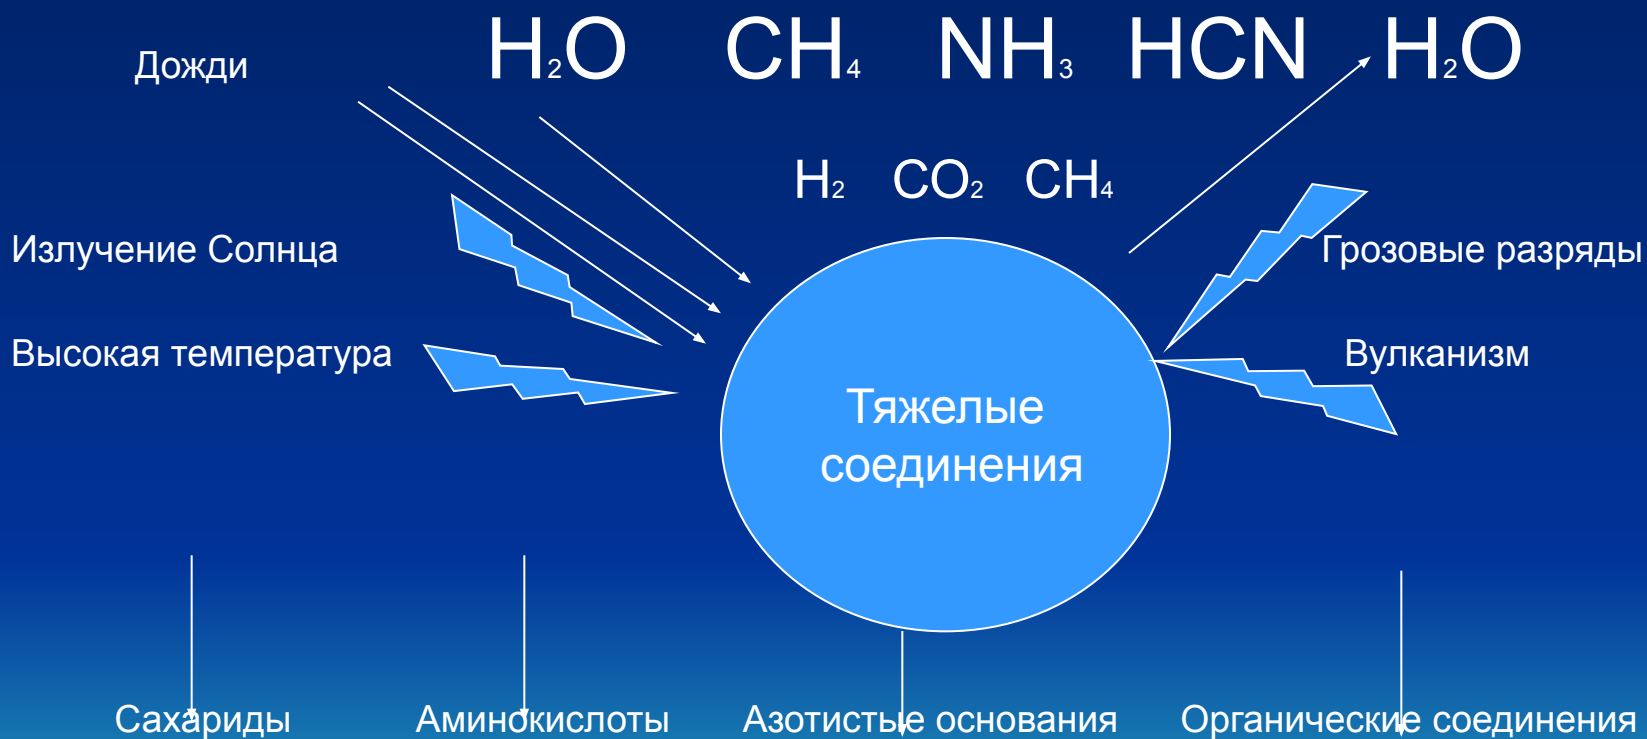 Дожди H₂O CH₄ NH₃ HCN H₂O
H₂ CO₂ CH₄
Излучение Солнца
Грозовые разряды
Высокая температура
Вулканизм
Тяжелые
соединения
Сахариды
Аминокислоты
Азотистые основания
Органические соединения